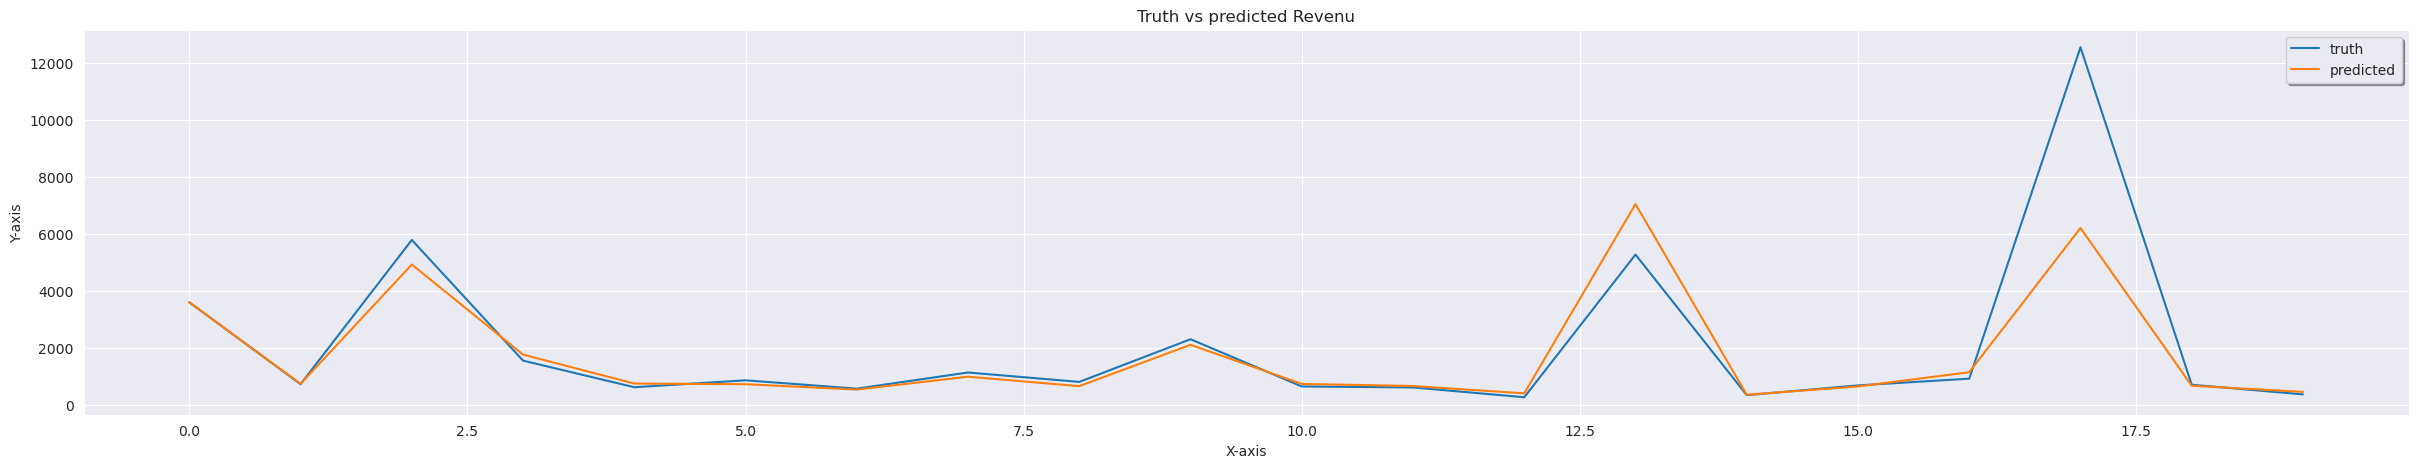 Truth vs predicted Revenu
truth
predicted
12000
10000
8000
6000
4000
2000
0
Y-axis
0.0 2.5 5.0 7.5 10.0 12.5 15.0 17.5
X-axis